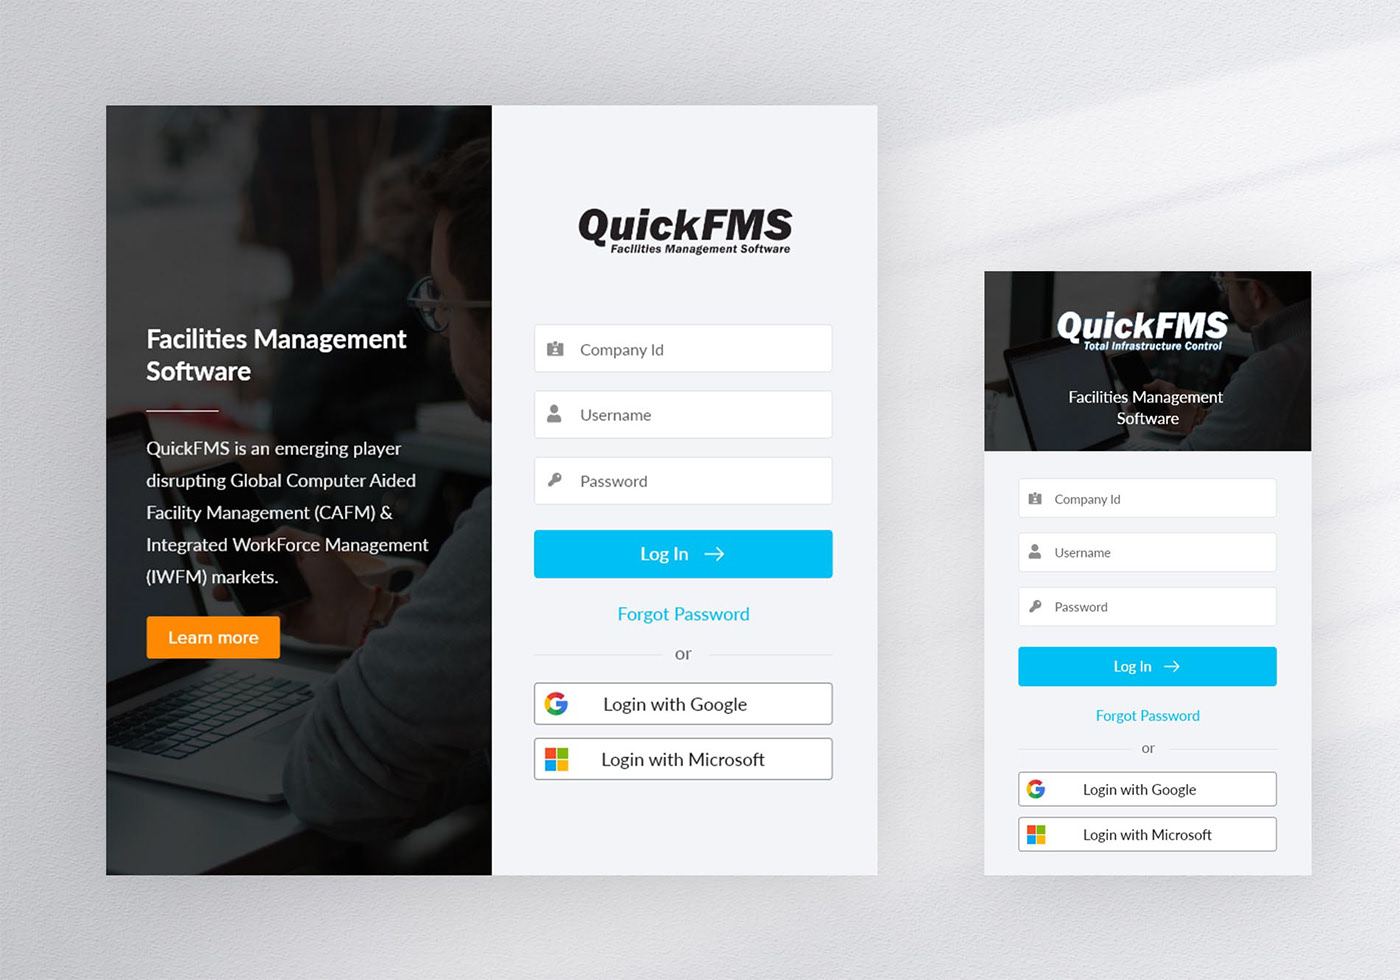 Facilities Management
Software
QuickFMS is an emerging player
disrupting Global Computer Aided
Facility Management (CAFM) &
Integrated WorkForce Management
(IWFM) markets.
Learn more
QuickFMS
Facilities Management Software
Company Id
Username
Password
Log In
Forgot Password
or
Login with Google
Login with Microsoft
QuickFMS
Total Infrastructure Control
Facilities Management
Software
Company Id
Username
Password
Log In
Forgot Password
or
Login with Google
Login with Microsoft